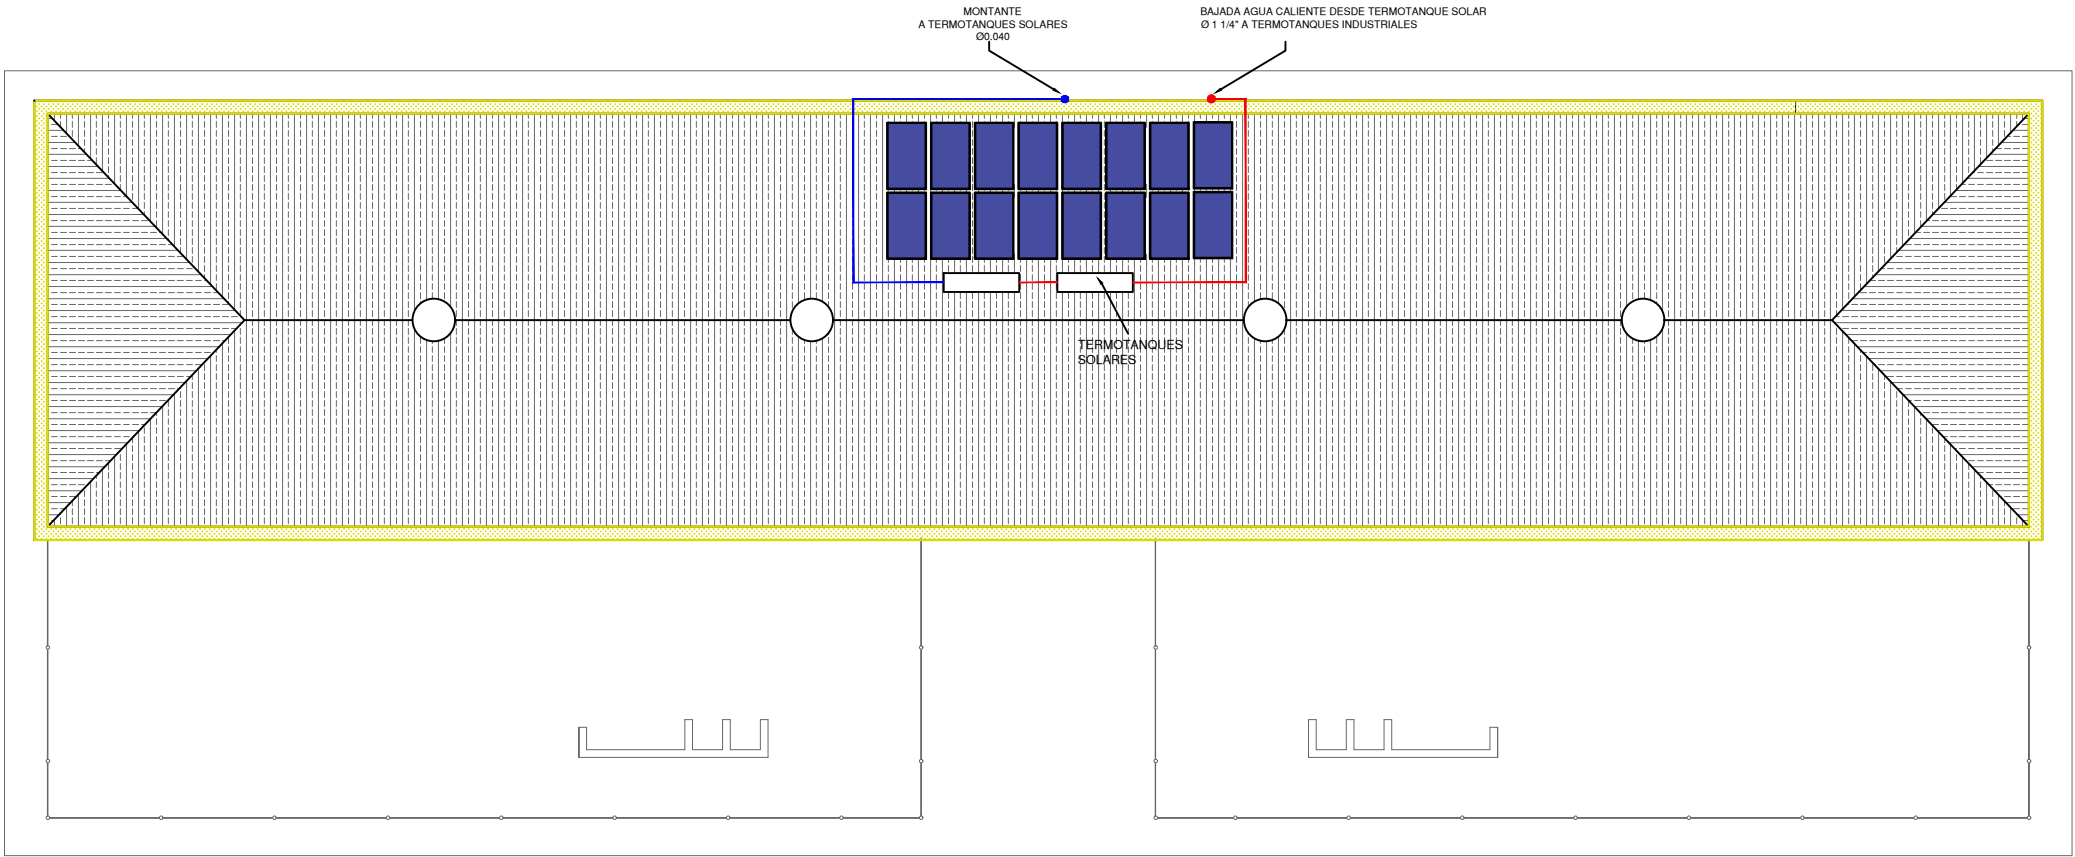 MONTANTE
A TERMOTANQUES SOLARES
Ø0.040
BAJADA AGUA CALIENTE DESDE TERMOTANQUE SOLAR
Ø 1 1/4" A TERMOTANQUES INDUSTRIALES
TERMOTANQUES
SOLARES